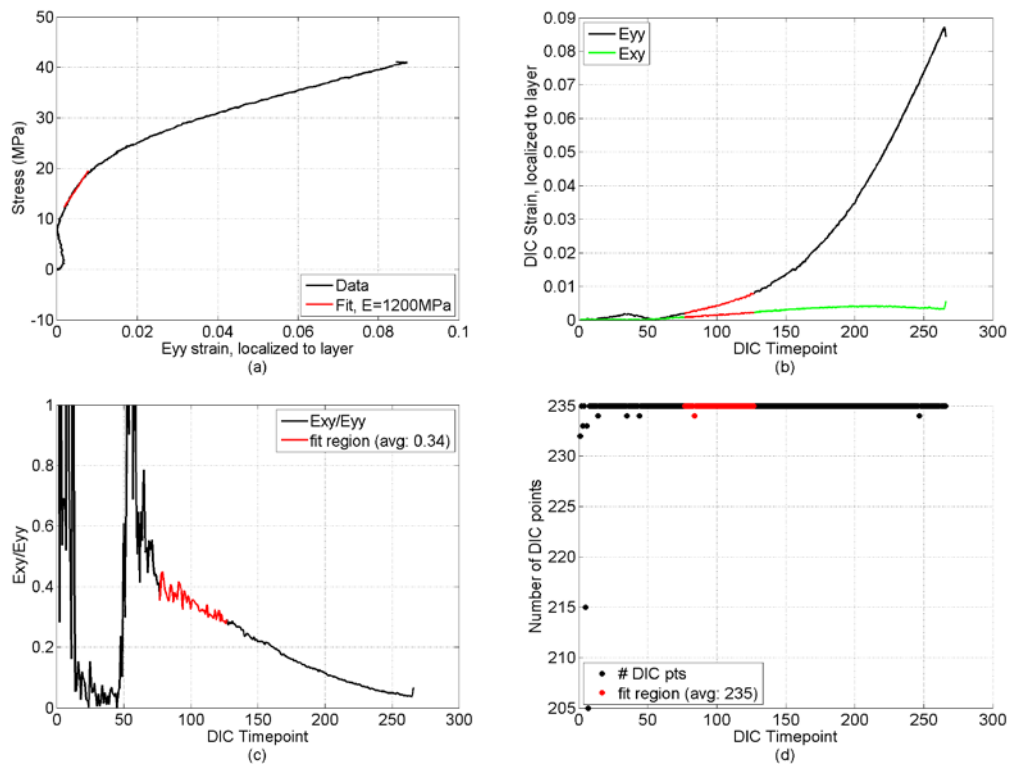 50
40
30
20
10
0
-10
Stress (MPa)
Data
Fit, E=1200MPa
0 0.02 0.04 0.06 0.08 0.1
Eyy strain, localized to layer
(a)
0.09
0.08
0.07
0.06
0.05
0.04
0.03
0.02
0.01
0
DIC Strain, localized to layer
Eyy
Exy
0 50 100 150 200 250 300
DIC Timepoint
(b)
1
0.8
0.6
0.4
0.2
0
Exy/Eyy
Exy/Eyy
fit region (avg: 0.34)
0 50 100 150 200 250 300
DIC Timepoint
(c)
235
230
225
220
215
210
205
Number of DIC points
# DIC pts
fit region (avg: 235)
0 50 100 150 200 250 300
DIC Timepoint
(d)